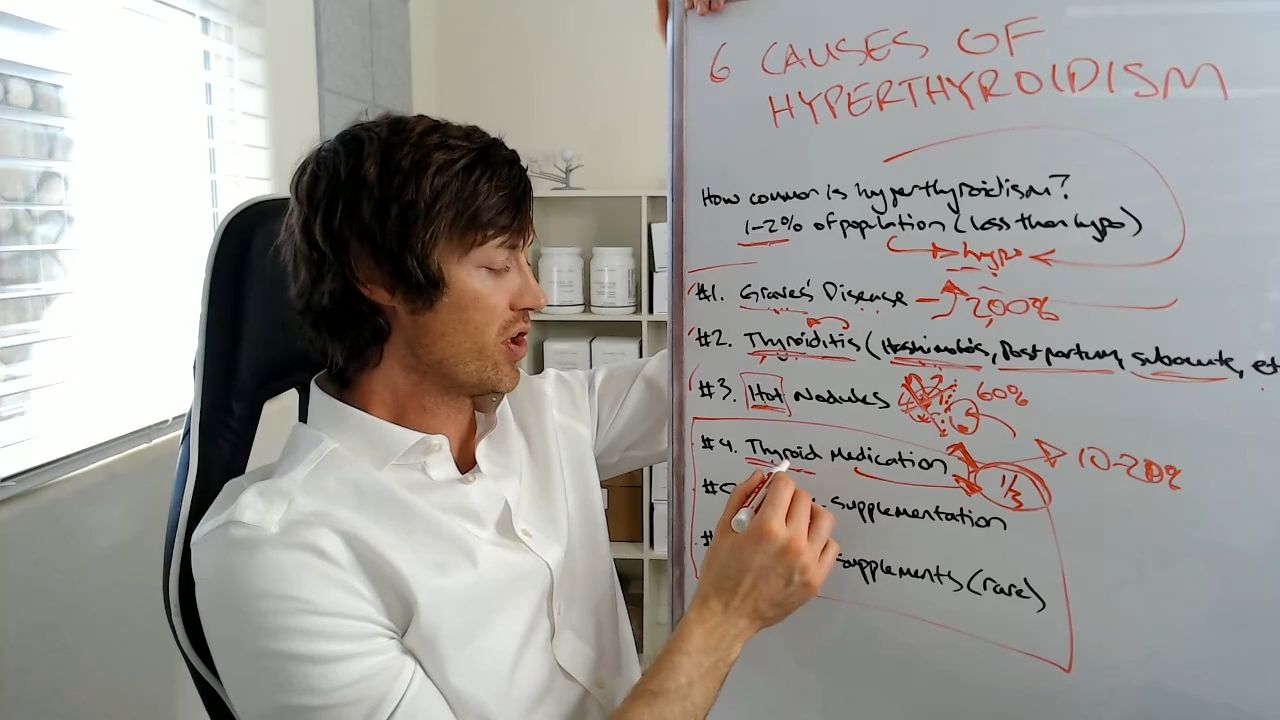 6 CAUSES OF
HYPERTHYROIDISM
How common is hyperthyroidism?
1-2% of population (less than hypo)
hypo
#1. Graves' Disease 200%
#2. Thyroiditis (Hashimoto's, Postpartum, subacute, et
#3. Hot Nodules 60%
#4. Thyroid Medication 1/3 10-20%
supplementation
supplements (rare)